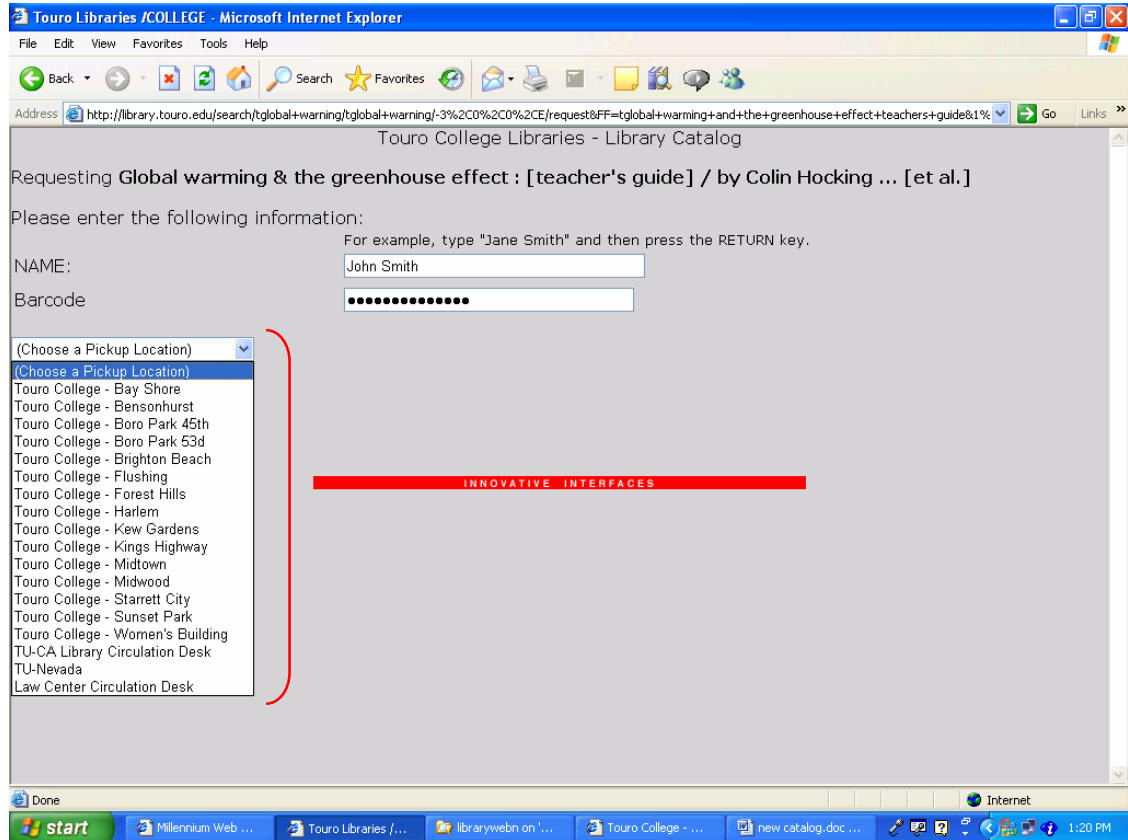 Touro Libraries /COLLEGE - Microsoft Internet Explorer
File Edit View Favorites Tools Help
Back Search Favorites
Address http://library.touro.edu/search/tglobal+warning/tglobal+warning/-3%2C0%2C0%2CE/request&FF=tglobal+warming+and+the+greenhouse+effect+teachers+guide&1% Go Links »
Touro College Libraries - Library Catalog
Requesting Global warming & the greenhouse effect : [teacher's guide] / by Colin Hocking ... [et al.]
Please enter the following information:
For example, type "Jane Smith" and then press the RETURN key.
NAME: John Smith
Barcode ●●●●●●●●●●●●●●
(Choose a Pickup Location)
(Choose a Pickup Location)
Touro College - Bay Shore
Touro College - Bensonhurst
Touro College - Boro Park 45th
Touro College - Boro Park 53d
Touro College - Brighton Beach
Touro College - Flushing
Touro College - Forest Hills
Touro College - Harlem
Touro College - Kew Gardens
Touro College - Kings Highway
Touro College - Midtown
Touro College - Midwood
Touro College - Starrett City
Touro College - Sunset Park
Touro College - Women's Building
TU-CA Library Circulation Desk
TU-Nevada
Law Center Circulation Desk
INNOVATIVE INTERFACES
Done Internet
start Millennium Web ... Touro Libraries /... librarywebn on '... Touro College - ... new catalog.doc ... 1:20 PM